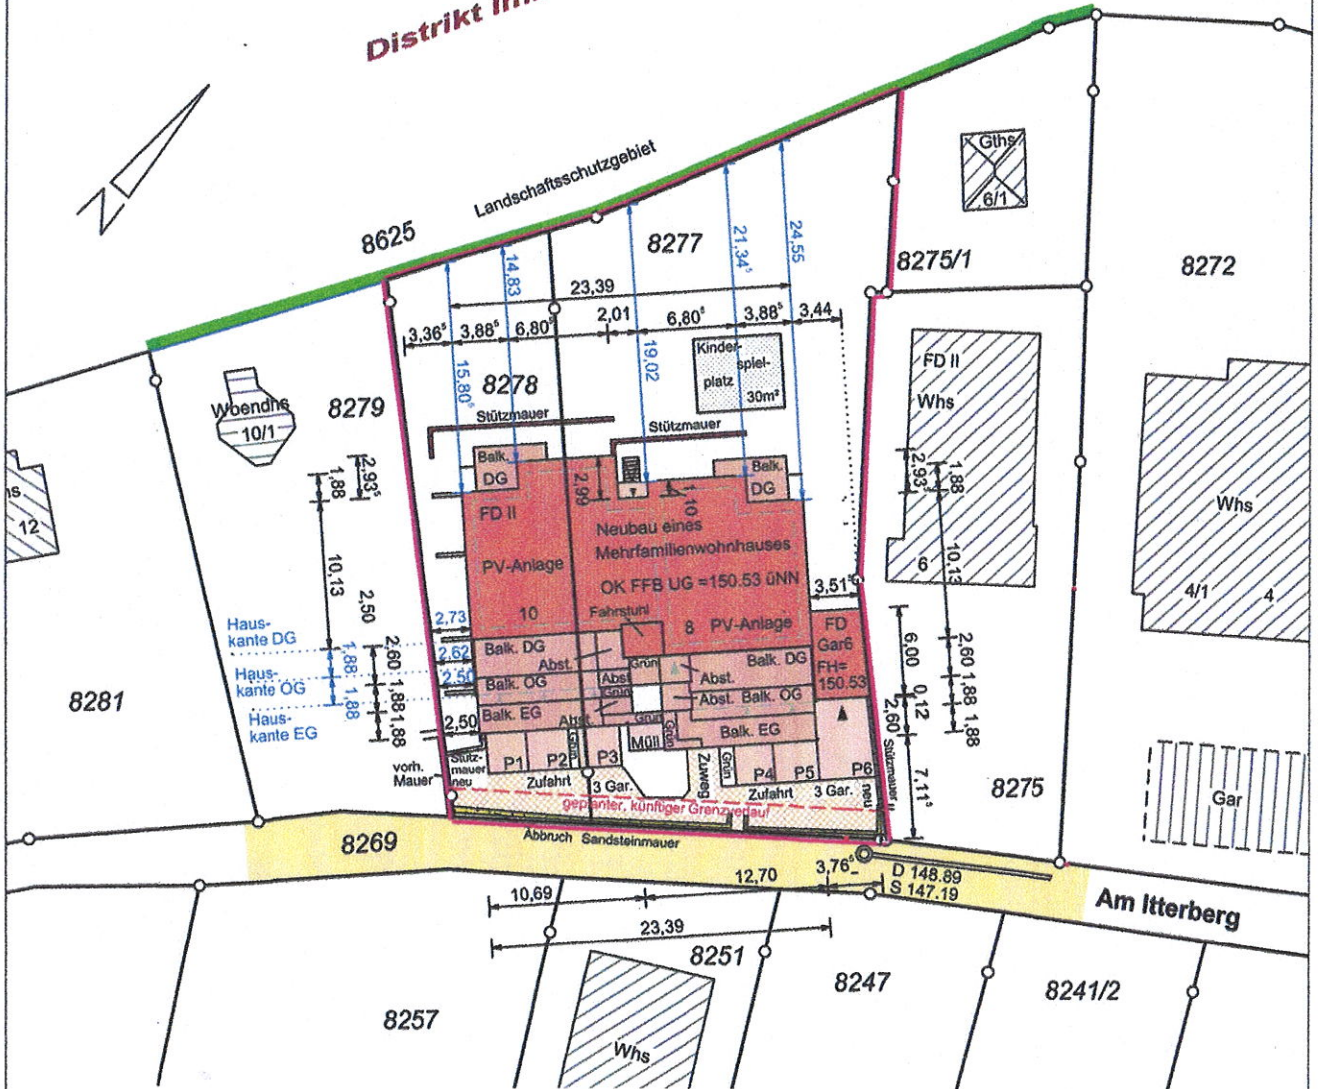 Distrikt
N
Landschaftsschutzgebiet
8625
8277
8275/1
8272
Gths
6/1
14,83
21,34⁵
24,55
23,39
3,36⁵ 3,88⁵ 6,80⁵ 2,01 6,80⁵ 3,88⁵ 3,44
15,80⁵
19,02
Kinder-
spiel-
platz
30m²
8278
8279
Stützmauer
Stützmauer
Woendhs
10/1
FD II
Whs
6
Whs
4/1 4
12
Balk.
DG
Balk.
DG
2,99
1,10
FD II
Neubau eines
Mehrfamilienwohnhauses
PV-Anlage
OK FFB UG =150.53 üNN
10
Fahrstuhl
8 PV-Anlage
3,51⁵
FD
Gar6
FH=
150.53
1,88
2,93⁵
10,13
2,50
2,60
1,88
1,88
1,88
1,88
2,93⁵
1,88
10,13
2,60
1,88
1,88
6,00
0,12
2,60
7,11⁵
2,73
2,62
2,50
2,50
Haus-
kante DG
Haus-
kante OG
Haus-
kante EG
Balk. DG
Abst.
Grün
Balk. DG
Balk. OG
Abst
Grün
Abst.
Abst. Balk. OG
Balk. EG
Abst.
Grün
Grün
Balk. EG
Müll
P1 P2 Grün P3
Zuweg
Grün
P4 P5 P6
vorh.
Mauer
Stütz-
mauer
neu
Zufahrt 3 Gar.
Zufahrt 3 Gar.
Stützmauer
neu
geplanter, künftiger Grenzverlauf
Abbruch Sandsteinmauer
8281
8275
Gar
8269
D 148.89
S 147.19
Am Itterberg
10,69
12,70
3,76⁵
23,39
8251
8247
8241/2
8257
Whs